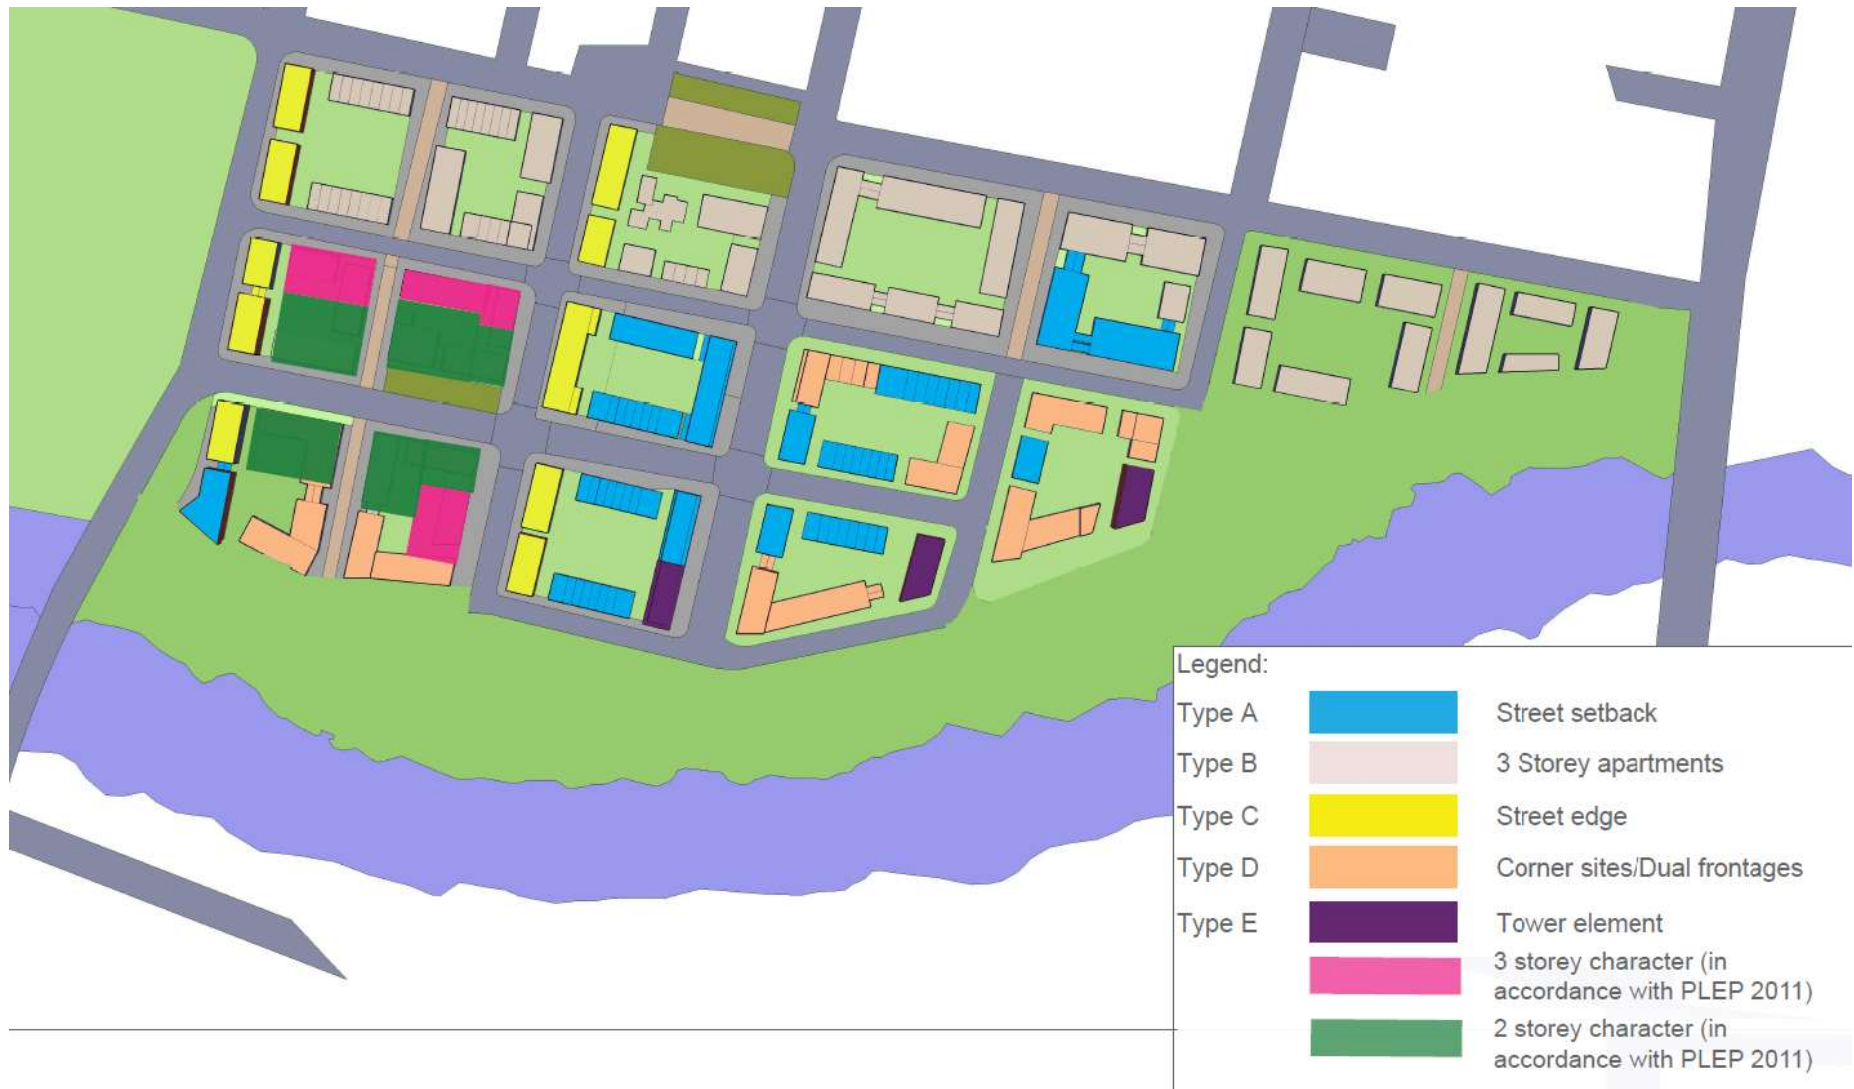 Legend:
Type A Street setback
Type B 3 Storey apartments
Type C Street edge
Type D Corner sites/Dual frontages
Type E Tower element
3 storey character (in
accordance with PLEP 2011)
2 storey character (in
accordance with PLEP 2011)